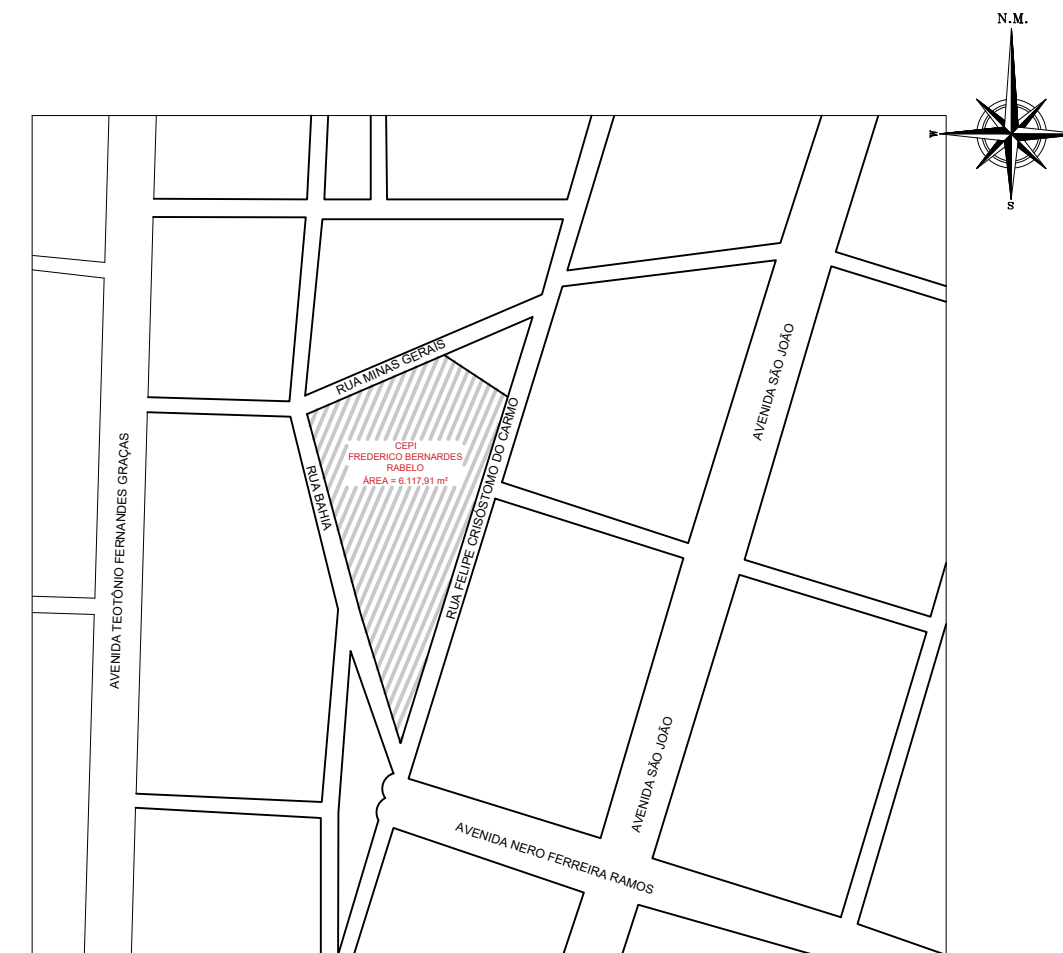 N.M.
W
S
RUA MINAS GERAIS
AVENIDA SÃO JOÃO
CEPI
FREDERICO BERNARDES
RABELO
ÁREA = 6.117,91 m²
RUA BAHIA
RUA FELIPE CRISÓSTOMO DO CARMO
AVENIDA TEOTÔNIO FERNANDES GRAÇAS
AVENIDA SÃO JOÃO
AVENIDA NERO FERREIRA RAMOS